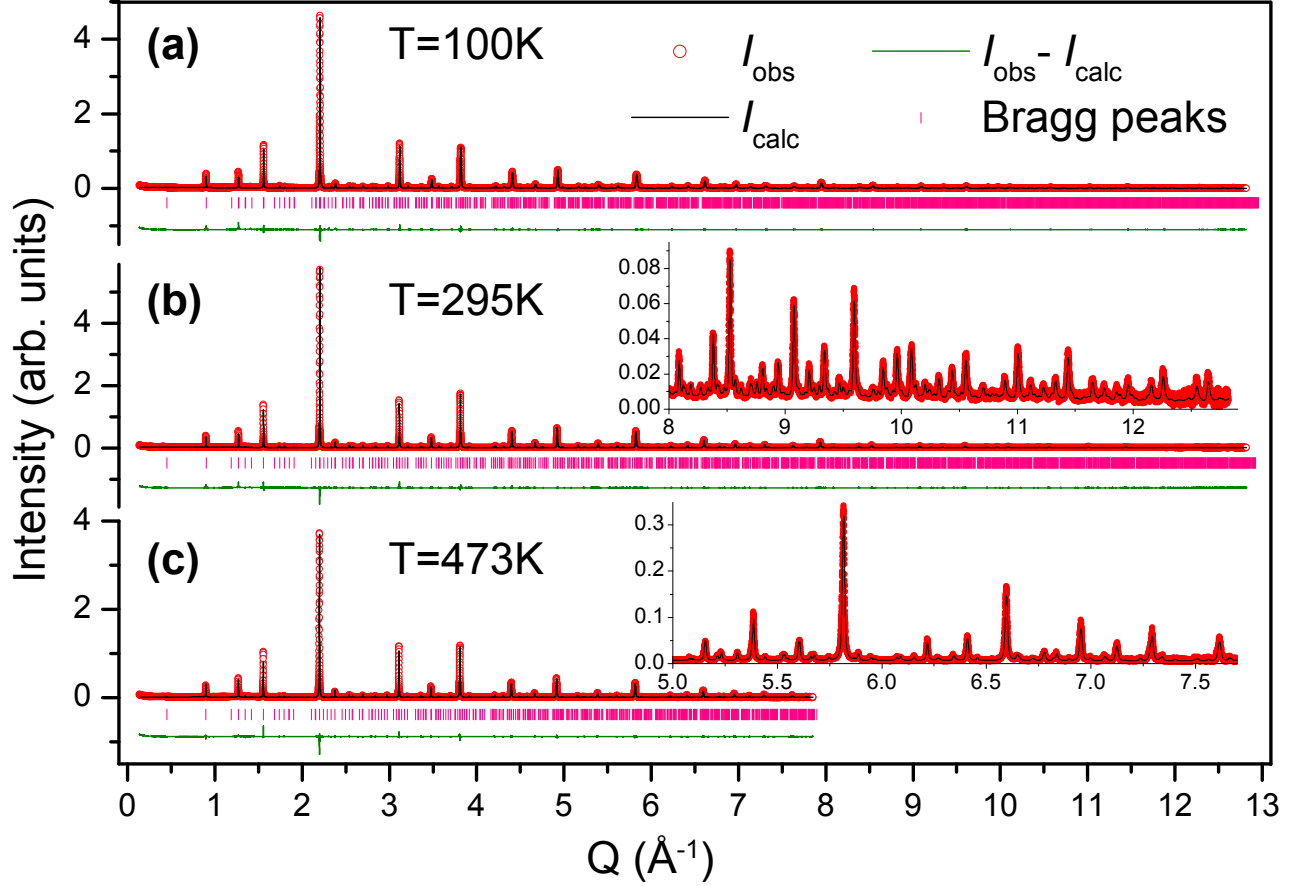 (a)
T=100K
I_obs
I_calc
I_obs - I_calc
Bragg peaks
4
2
0
(b)
T=295K
4
2
0
0.08
0.06
0.04
0.02
0.00
8 9 10 11 12
(c)
T=473K
4
2
0
0.3
0.2
0.1
0.0
5.0 5.5 6.0 6.5 7.0 7.5
Intensity (arb. units)
0 1 2 3 4 5 6 7 8 9 10 11 12 13
Q (Å⁻¹)